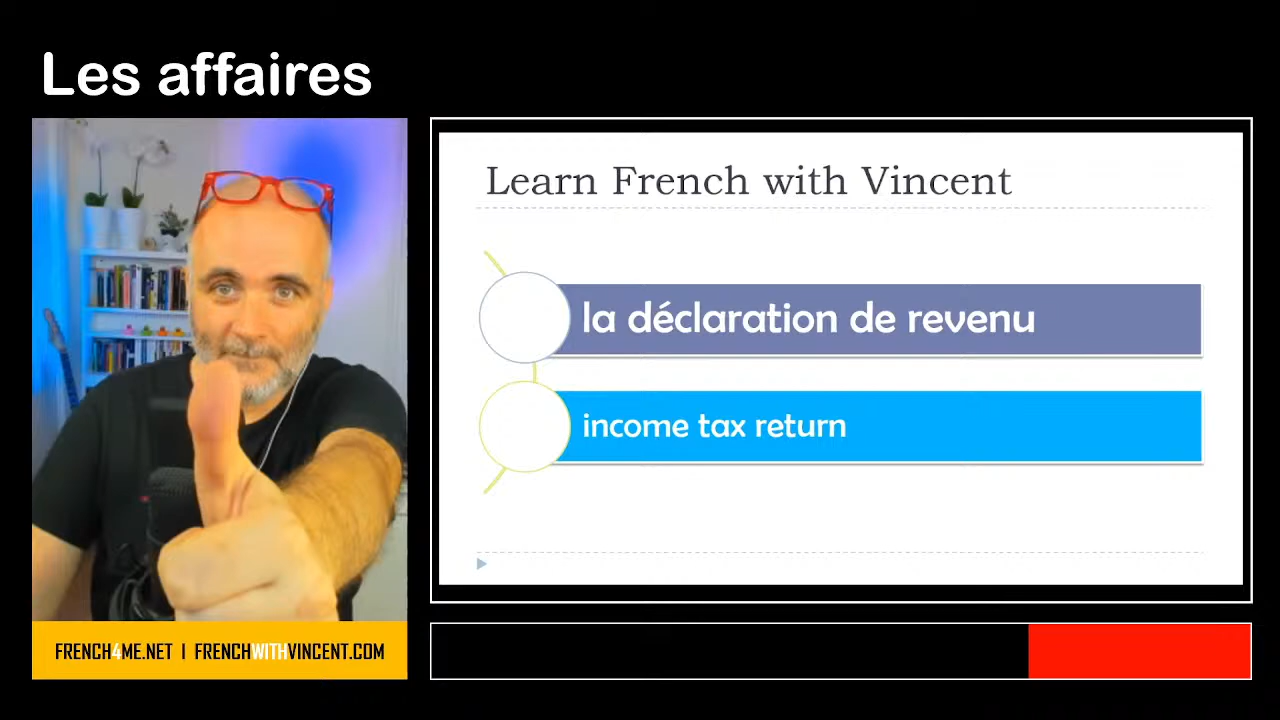 Les affaires
Learn French with Vincent
la déclaration de revenu
income tax return
FRENCH4ME.NET | FRENCHWITHVINCENT.COM